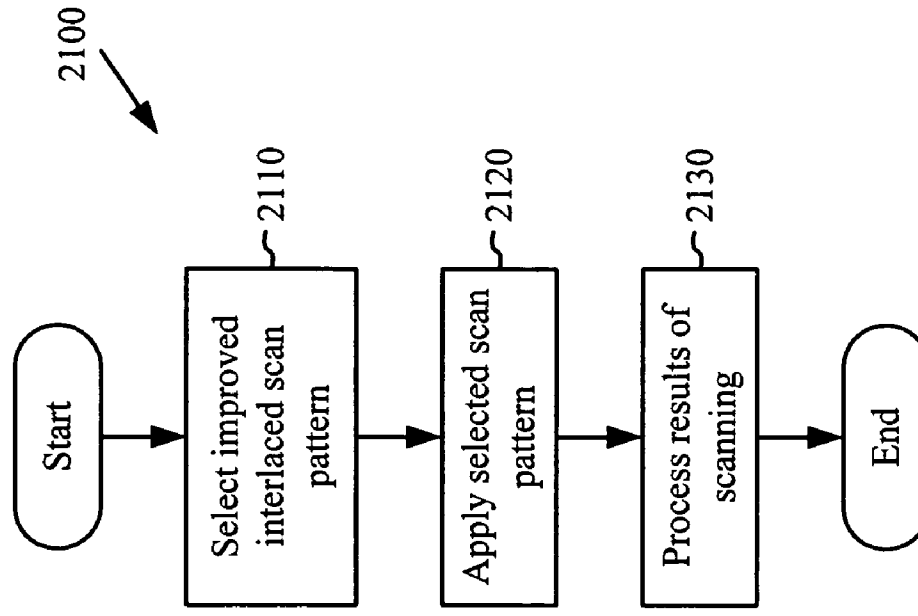 2100
Start
Select improved
interlaced scan
pattern
2110
Apply selected scan
pattern
2120
Process results of
scanning
2130
End